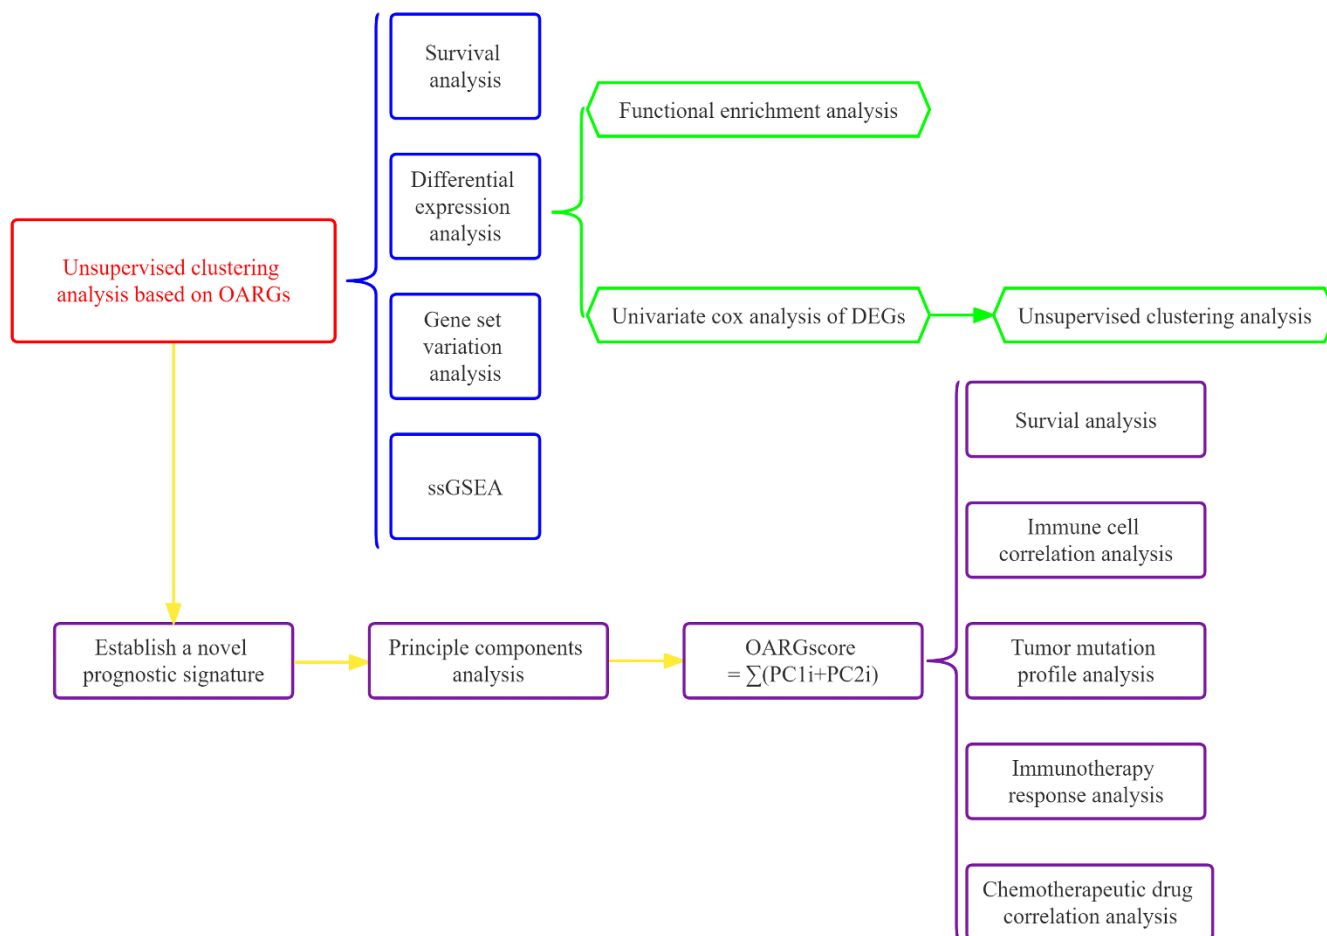 Survival
analysis
Differential
expression
analysis
Gene set
variation
analysis
ssGSEA
Functional enrichment analysis
Univariate cox analysis of DEGs
Unsupervised clustering analysis
Unsupervised clustering
analysis based on OARGs
Establish a novel
prognostic signature
Principle components
analysis
OARGscore
= ∑(PC1i+PC2i)
Survial analysis
Immune cell
correlation analysis
Tumor mutation
profile analysis
Immunotherapy
response analysis
Chemotherapeutic drug
correlation analysis